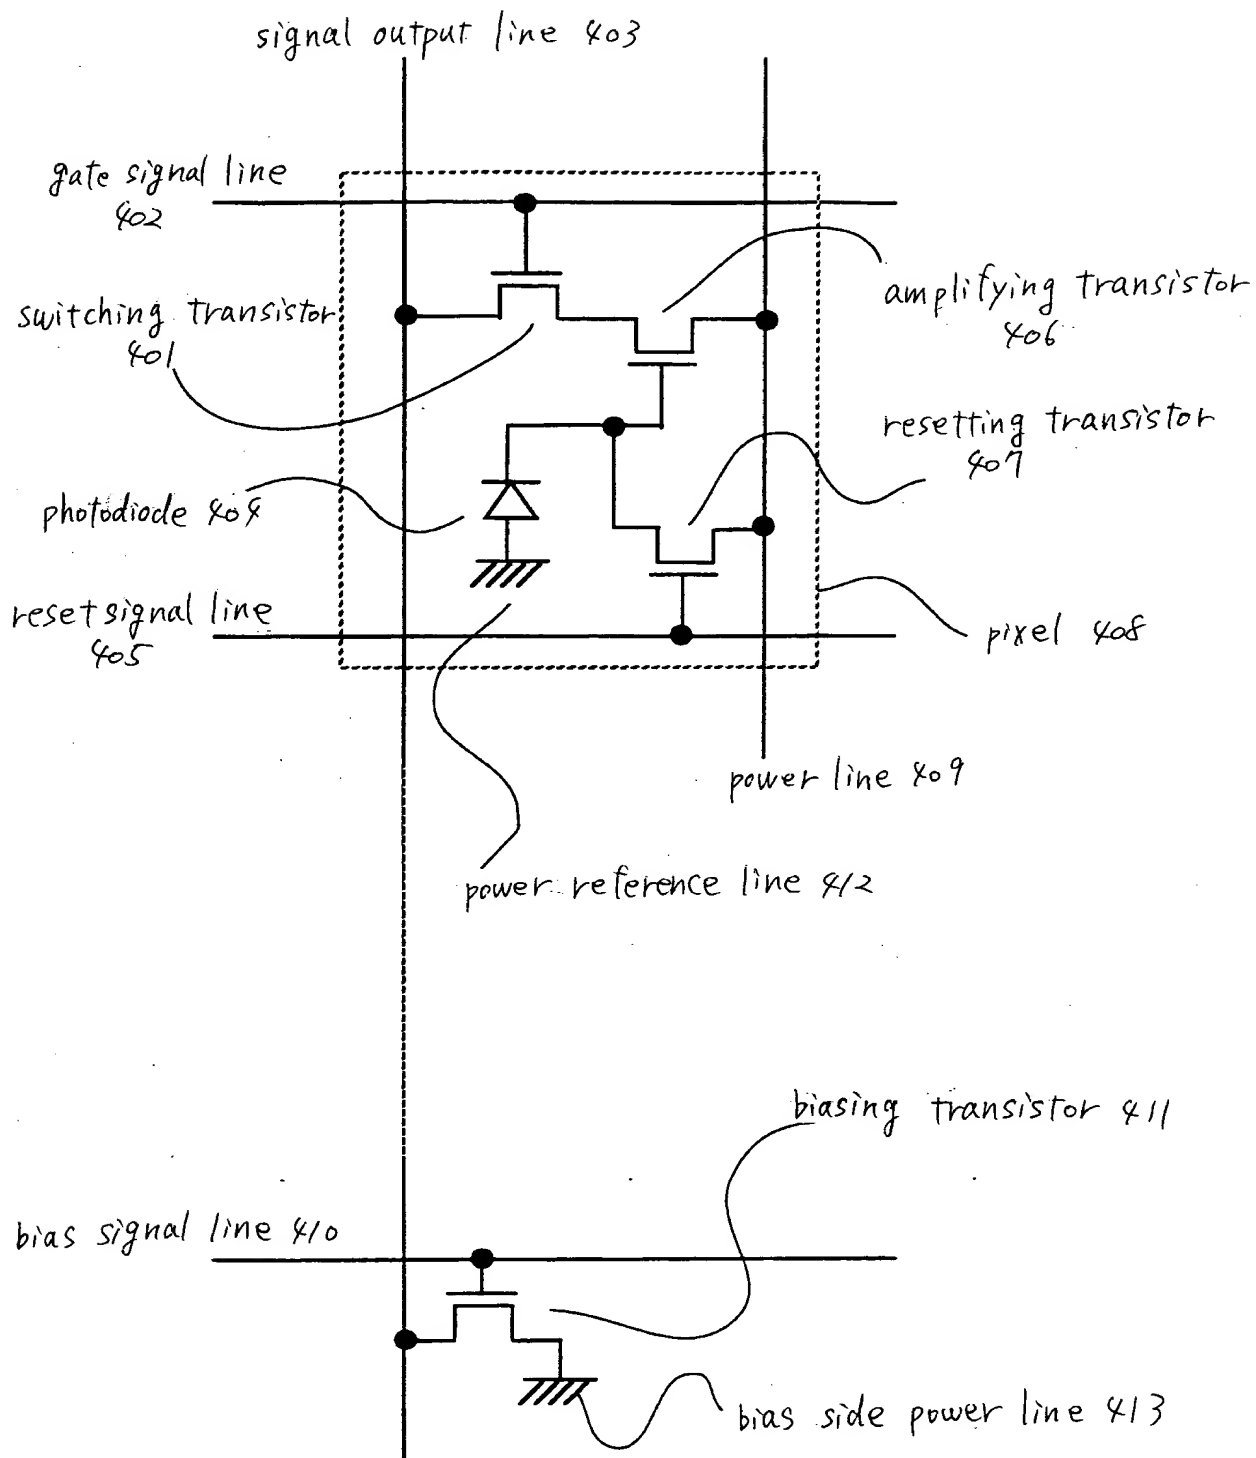 signal output line 403
gate signal line
402
switching transistor
401
amplifying transistor
406
resetting transistor
407
photodiode 404
reset signal line
405
pixel 408
power line 409
power reference line 412
biasing transistor 411
bias signal line 410
bias side power line 413